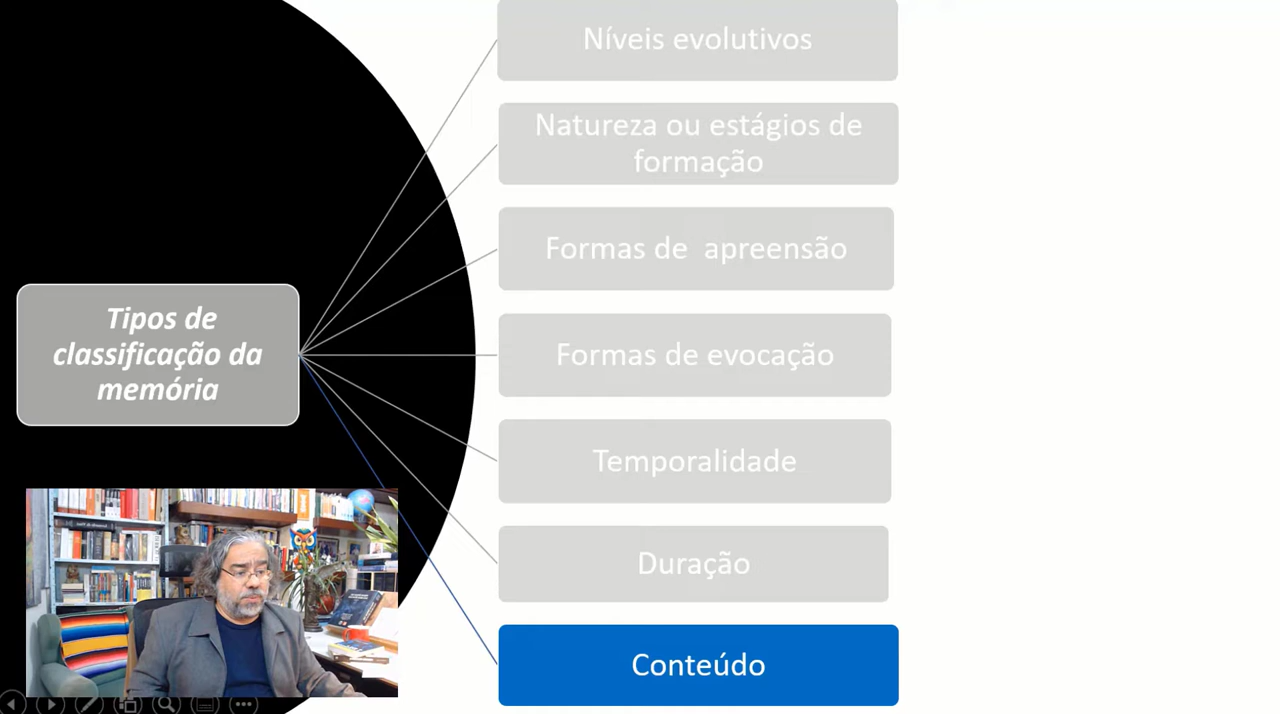 Níveis evolutivos
Natureza ou estágios de
formação
Formas de apreensão
Formas de evocação
Temporalidade
Duração
Conteúdo
Tipos de
classificação da
memória